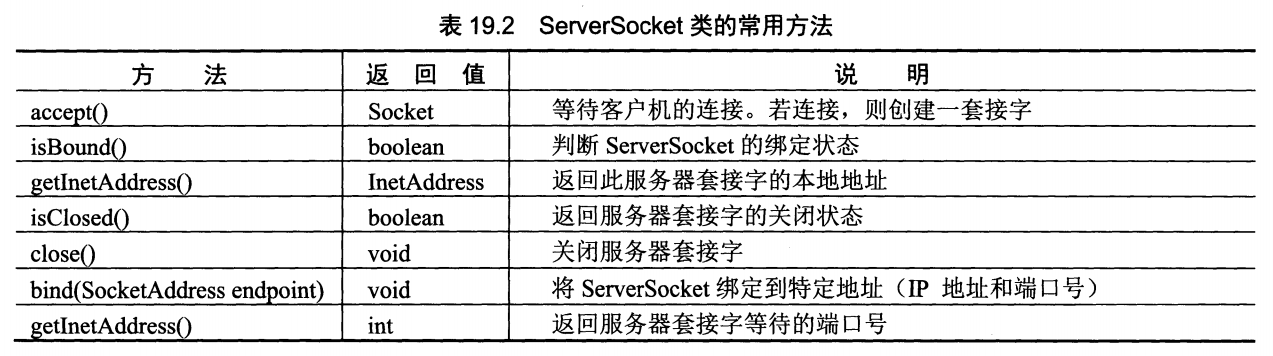 表 19.2 ServerSocket 类的常用方法
方 法 返 回 值 说 明
accept() Socket 等待客户机的连接。若连接，则创建一套接字
isBound() boolean 判断 ServerSocket 的绑定状态
getInetAddress() InetAddress 返回此服务器套接字的本地地址
isClosed() boolean 返回服务器套接字的关闭状态
close() void 关闭服务器套接字
bind(SocketAddress endpoint) void 将 ServerSocket 绑定到特定地址（IP 地址和端口号）
getInetAddress() int 返回服务器套接字等待的端口号